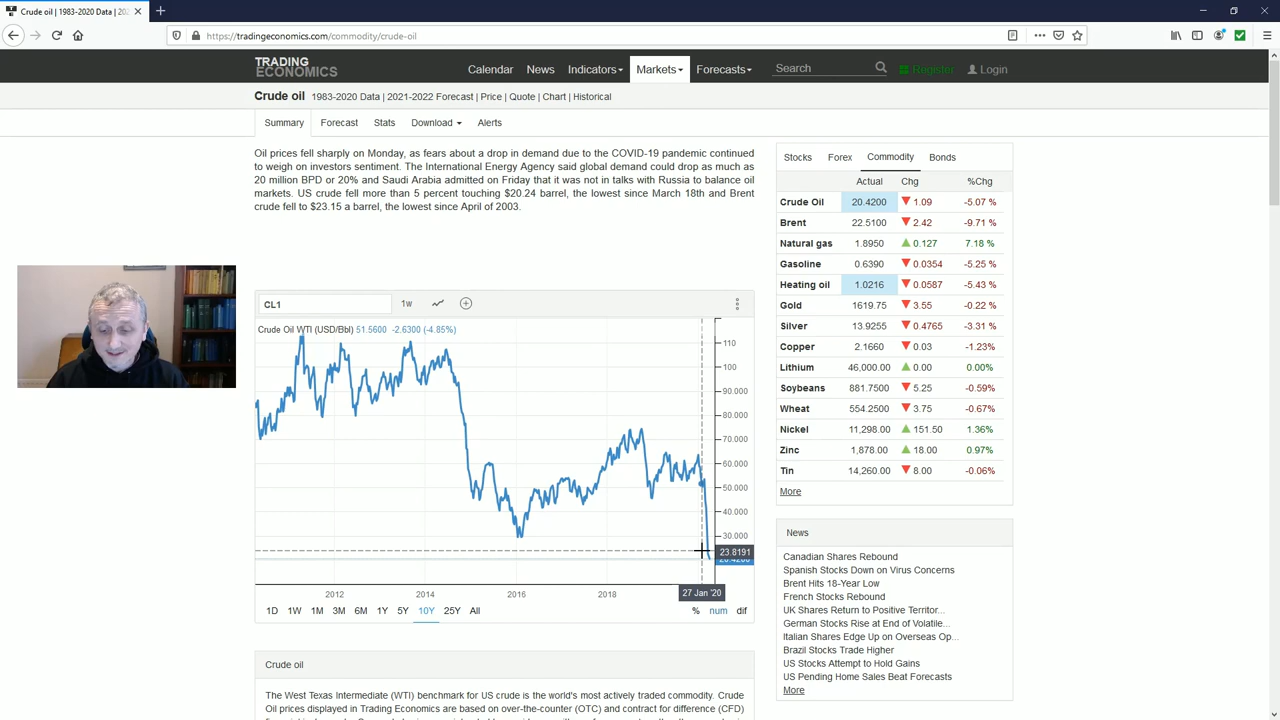 Crude oil | 1983-2020 Data | 202
https://tradingeconomics.com/commodity/crude-oil
TRADING
ECONOMICS
Calendar News Indicators Markets Forecasts Search Register Login
Crude oil 1983-2020 Data | 2021-2022 Forecast | Price | Quote | Chart | Historical
Summary Forecast Stats Download Alerts
Oil prices fell sharply on Monday, as fears about a drop in demand due to the COVID-19 pandemic continued
to weigh on investors sentiment. The International Energy Agency said global demand could drop as much as
20 million BPD or 20% and Saudi Arabia admitted on Friday that it was not in talks with Russia to balance oil
markets. US crude fell more than 5 percent touching $20.24 barrel, the lowest since March 18th and Brent
crude fell to $23.15 a barrel, the lowest since April of 2003.
CL1 1w
Crude Oil WTI (USD/Bbl) 51.5600 -2.6300 (-4.85%)
110
100
90.000
80.000
70.000
60.000
50.000
40.000
30.000
23.8191
2012 2014 2016 2018 27 Jan '20
1D 1W 1M 3M 6M 1Y 5Y 10Y 25Y All % num dif
Crude oil
The West Texas Intermediate (WTI) benchmark for US crude is the world's most actively traded commodity. Crude
Oil prices displayed in Trading Economics are based on over-the-counter (OTC) and contract for difference (CFD)
Stocks Forex Commodity Bonds
Actual Chg %Chg
Crude Oil 20.4200 1.09 -5.07 %
Brent 22.5100 2.42 -9.71 %
Natural gas 1.8950 0.127 7.18 %
Gasoline 0.6390 0.0354 -5.25 %
Heating oil 1.0216 0.0587 -5.43 %
Gold 1619.75 3.55 -0.22 %
Silver 13.9255 0.4765 -3.31 %
Copper 2.1660 0.03 -1.23%
Lithium 46,000.00 0.00 0.00%
Soybeans 881.7500 5.25 -0.59%
Wheat 554.2500 3.75 -0.67%
Nickel 11,298.00 151.50 1.36%
Zinc 1,878.00 18.00 0.97%
Tin 14,260.00 8.00 -0.06%
More
News
Canadian Shares Rebound
Spanish Stocks Down on Virus Concerns
Brent Hits 18-Year Low
French Stocks Rebound
UK Shares Return to Positive Territor...
German Stocks Rise at End of Volatile...
Italian Shares Edge Up on Overseas Op...
Brazil Stocks Trade Higher
US Stocks Attempt to Hold Gains
US Pending Home Sales Beat Forecasts
More